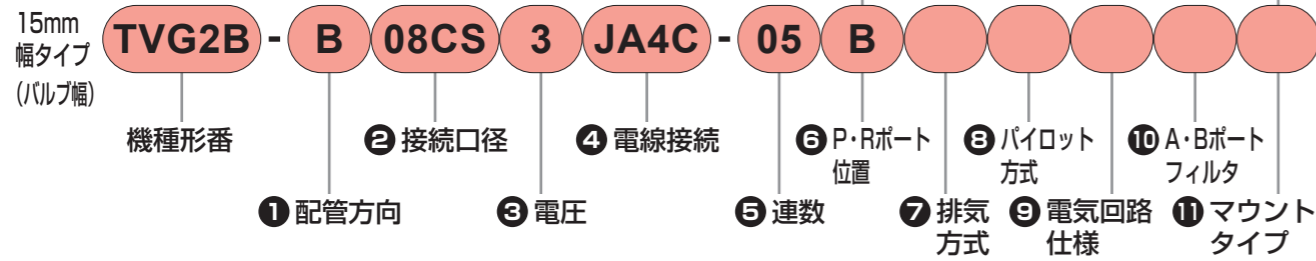 15mm
幅タイプ
(バルブ幅)
TVG2B - B 08CS 3 JA4C - 05 B
機種形番
❷ 接続口径
❹ 電線接続
❻ P・Rポート
位置
❽ パイロット
方式
❿ A・Bポート
フィルタ
❶ 配管方向
❸ 電圧
❺ 連数
❼ 排気
方式
❾ 電気回路
仕様
⓫ マウント
タイプ